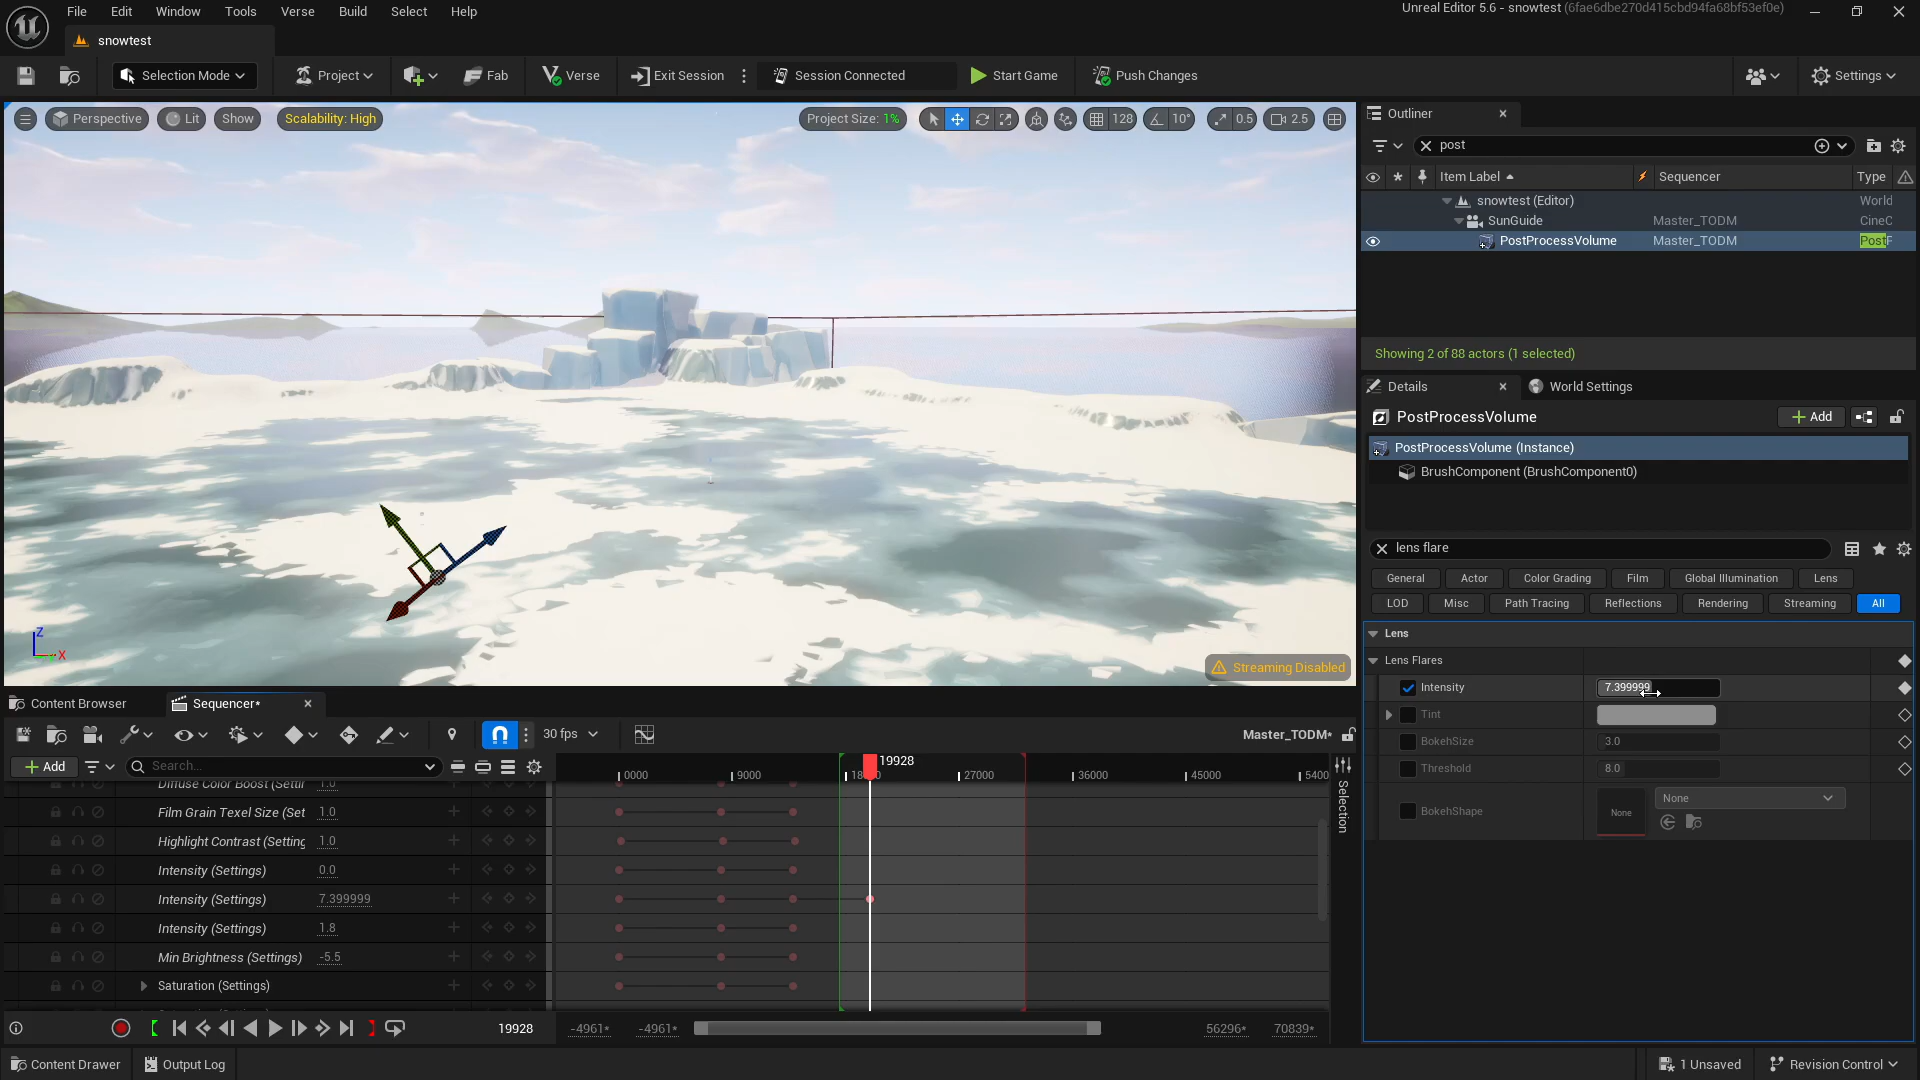 File Edit Window Tools Verse Build Select Help
Unreal Editor 5.6 - snowtest (6fae6dbe270d415cbd94fa68bf53ef0e)
snowtest
Selection Mode Project Fab Verse Exit Session Session Connected Start Game Push Changes Settings
Perspective Lit Show Scalability: High Project Size: 1% 128 10° 0.5 2.5
Z
X
Streaming Disabled
Outliner
post
Item Label Sequencer Type
snowtest (Editor) World
SunGuide Master_TODM CineC
PostProcessVolume Master_TODM PostF
Showing 2 of 88 actors (1 selected)
Details World Settings
PostProcessVolume Add
PostProcessVolume (Instance)
BrushComponent (BrushComponent0)
lens flare
General Actor Color Grading Film Global Illumination Lens
LOD Misc Path Tracing Reflections Rendering Streaming All
Lens
Lens Flares
Intensity 7.399999
Tint
BokehSize 3.0
Threshold 8.0
BokehShape None None
Content Browser Sequencer*
30 fps Master_TODM*
Add Search... 19928
0000 9000 27000 36000 45000 5400
Selection
Diffuse Color Boost (Settin 1.0
Film Grain Texel Size (Set 1.0
Highlight Contrast (Setting 1.0
Intensity (Settings) 0.0
Intensity (Settings) 7.399999
Intensity (Settings) 1.8
Min Brightness (Settings) -5.5
Saturation (Settings)
19928 -4961* -4961* 56296* 70839*
Content Drawer Output Log 1 Unsaved Revision Control